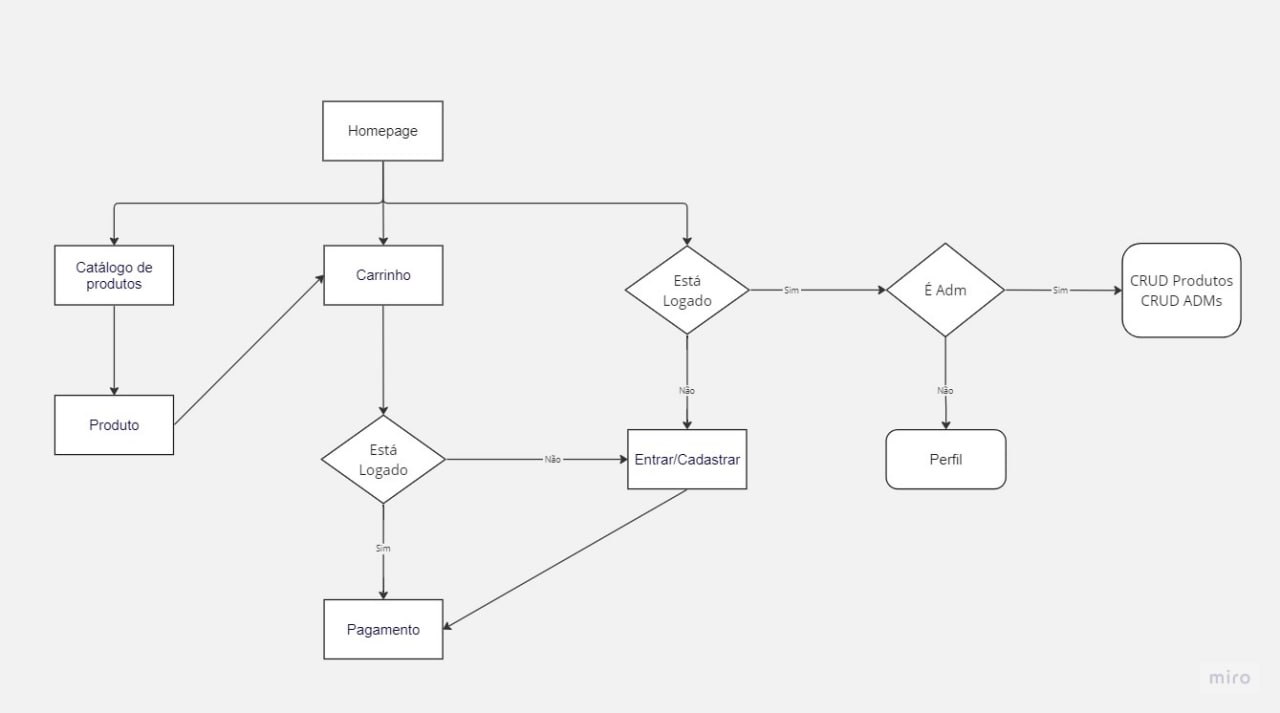 Homepage
Catálogo de
produtos
Carrinho
Está
Logado
Sim
É Adm
Sim
CRUD Produtos
CRUD ADMs
Não
Não
Produto
Está
Logado
Não
Entrar/Cadastrar
Perfil
Sim
Pagamento
miro